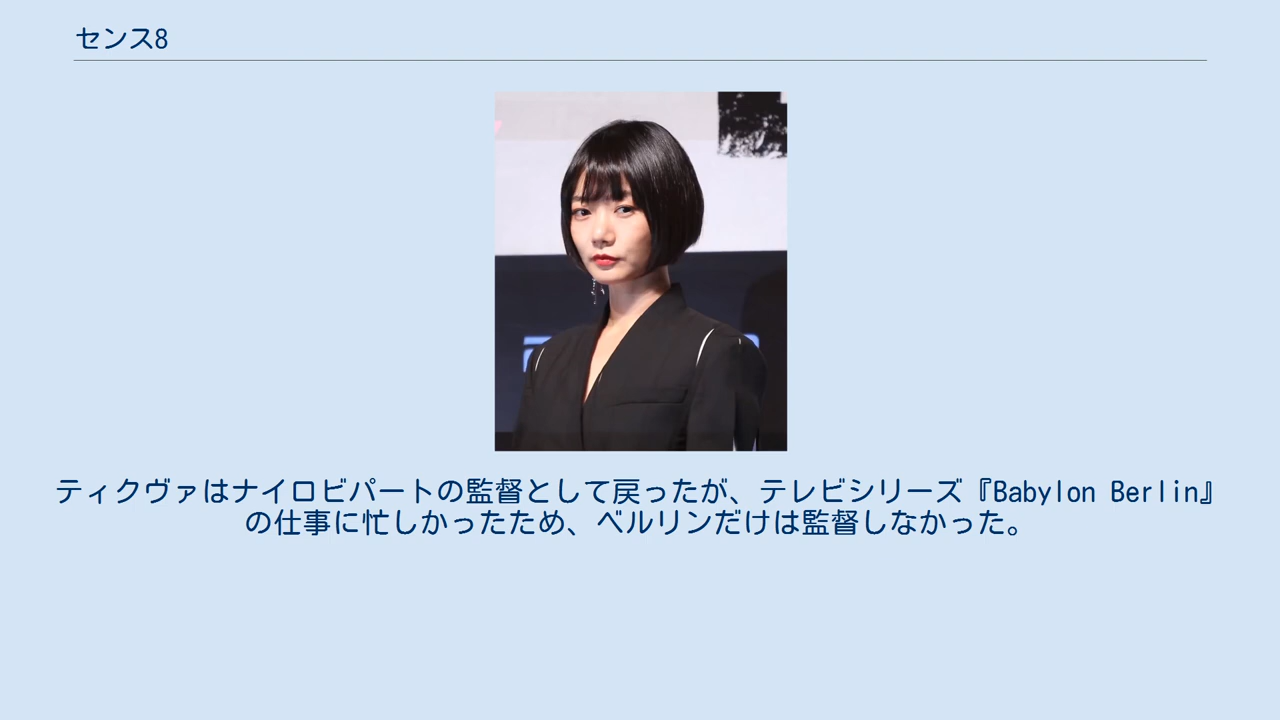 センス8
ティクヴァはナイロビパートの監督として戻ったが、テレビシリーズ『Babylon Berlin』
の仕事に忙しかったため、ベルリンだけは監督しなかった。